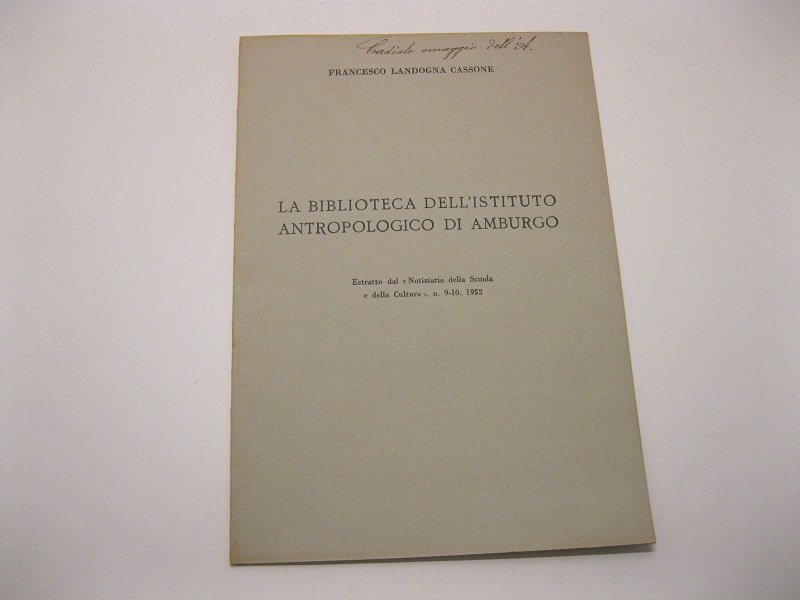 Cordiale omaggio dell'A.
FRANCESCO LANDOGNA CASSONE
LA BIBLIOTECA DELL'ISTITUTO
ANTROPOLOGICO DI AMBURGO
Estratto dal « Notiziario della Scuola
e della Cultura », n. 9-10, 1952